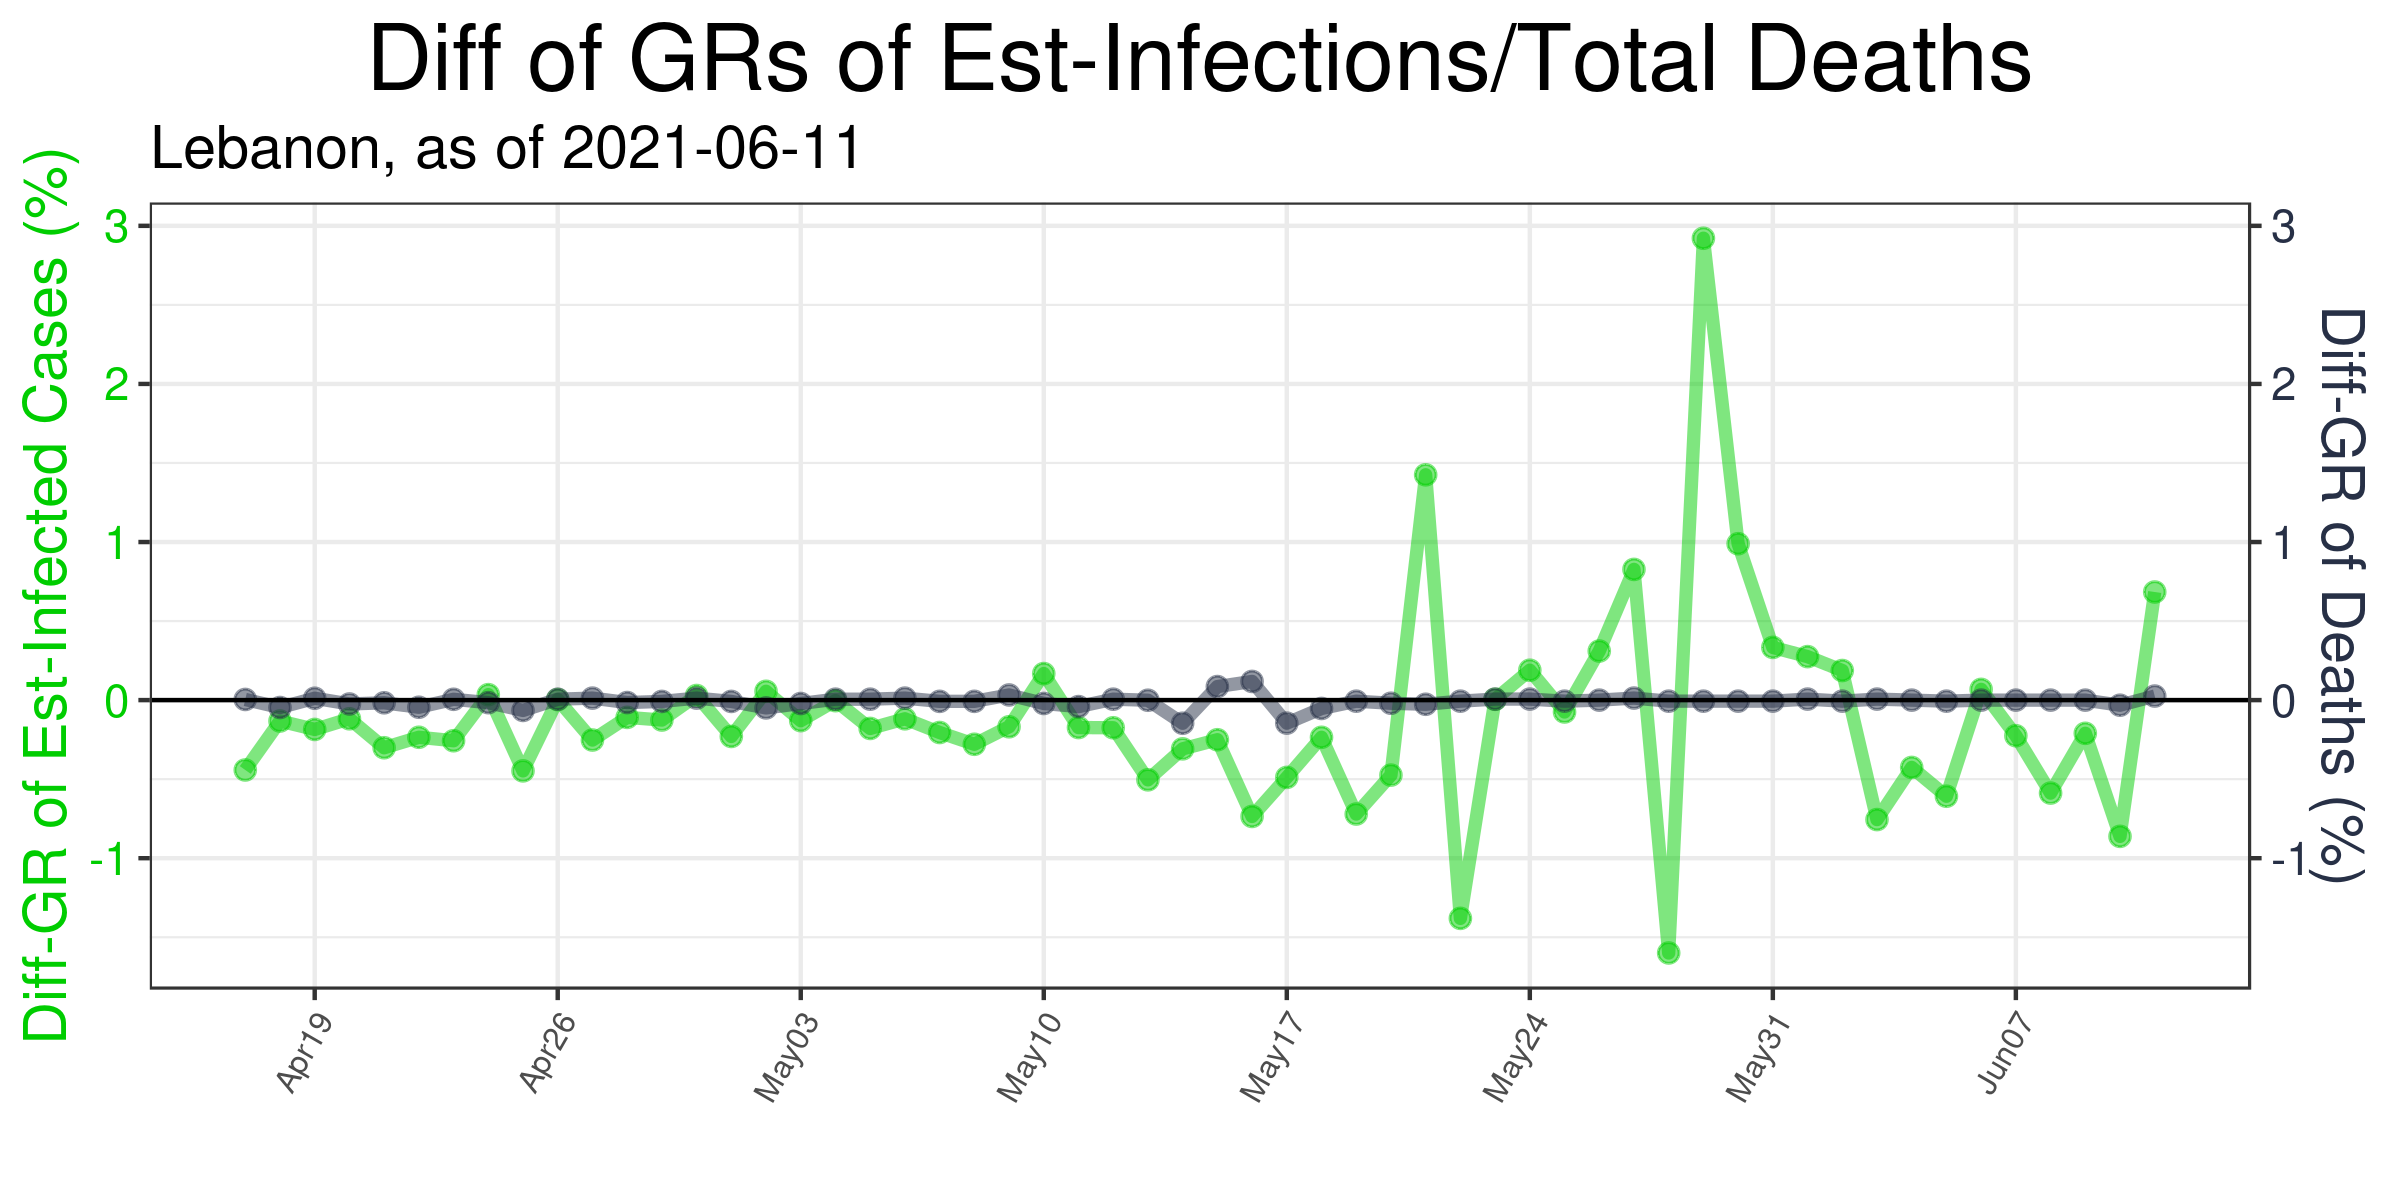 Diff of GRs of Est-Infections/Total Deaths
Lebanon, as of 2021-06-11
Diff-GR of Est-Infected Cases (%)
3
2
1
0
-1
3
2
1
0
-1
Diff-GR of Deaths (%)
Apr19
Apr26
May03
May10
May17
May24
May31
Jun07